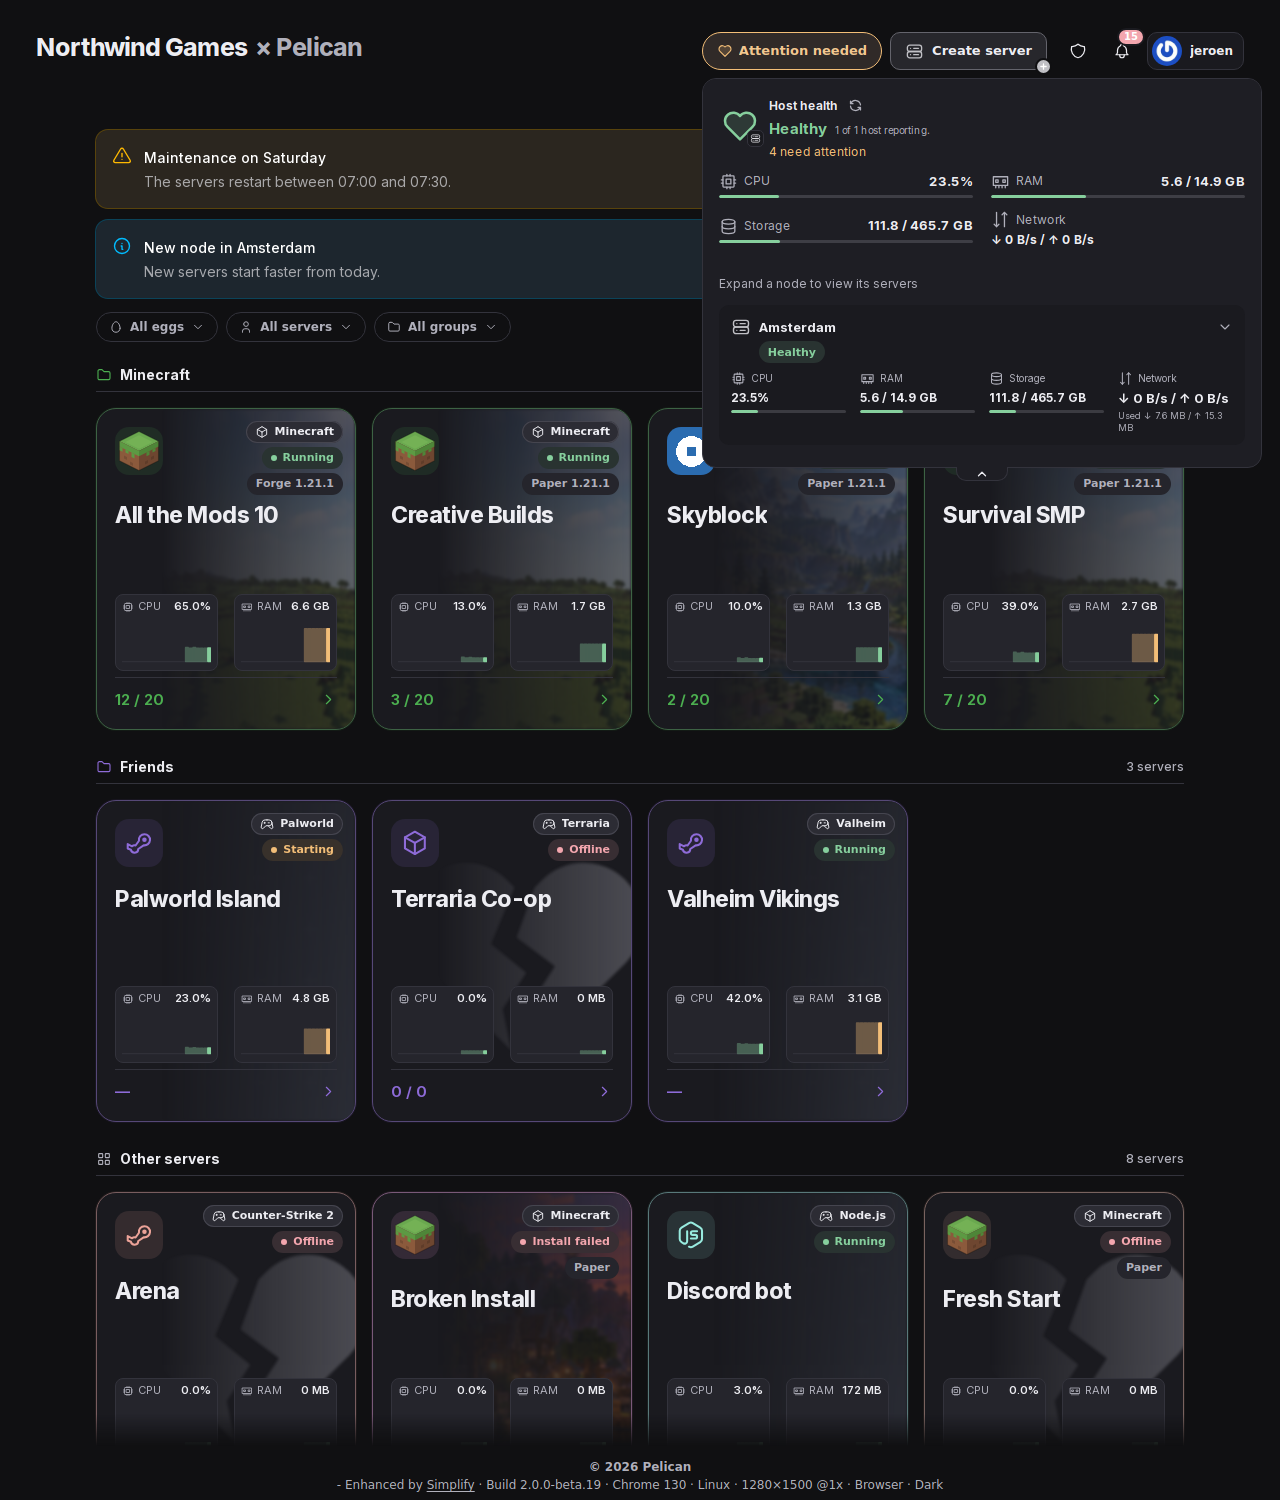 Northwind Games × Pelican
Attention needed
Create server
15
jeroen
Host health
Healthy 1 of 1 host reporting.
4 need attention
CPU 23.5%
RAM 5.6 / 14.9 GB
Storage 111.8 / 465.7 GB
Network
↓ 0 B/s / ↑ 0 B/s
Expand a node to view its servers
Amsterdam
Healthy
CPU
23.5%
RAM
5.6 / 14.9 GB
Storage
111.8 / 465.7 GB
Network
↓ 0 B/s / ↑ 0 B/s
Used ↓ 7.6 MB / ↑ 15.3
MB
Maintenance on Saturday
The servers restart between 07:00 and 07:30.
New node in Amsterdam
New servers start faster from today.
All eggs
All servers
All groups
Minecraft
Minecraft
Running
Forge 1.21.1
All the Mods 10
CPU 65.0%
RAM 6.6 GB
12 / 20
Minecraft
Running
Paper 1.21.1
Creative Builds
CPU 13.0%
RAM 1.7 GB
3 / 20
Paper 1.21.1
Skyblock
CPU 10.0%
RAM 1.3 GB
2 / 20
Paper 1.21.1
Survival SMP
CPU 39.0%
RAM 2.7 GB
7 / 20
Friends
3 servers
Palworld
Starting
Palworld Island
CPU 23.0%
RAM 4.8 GB
—
Terraria
Offline
Terraria Co-op
CPU 0.0%
RAM 0 MB
0 / 0
Valheim
Running
Valheim Vikings
CPU 42.0%
RAM 3.1 GB
—
Other servers
8 servers
Counter-Strike 2
Offline
Arena
CPU 0.0%
RAM 0 MB
Minecraft
Install failed
Paper
Broken Install
CPU 0.0%
RAM 0 MB
Node.js
Running
Discord bot
CPU 3.0%
RAM 172 MB
Minecraft
Offline
Paper
Fresh Start
CPU 0.0%
RAM 0 MB
© 2026 Pelican
- Enhanced by Simplify · Build 2.0.0-beta.19 · Chrome 130 · Linux · 1280×1500 @1x · Browser · Dark